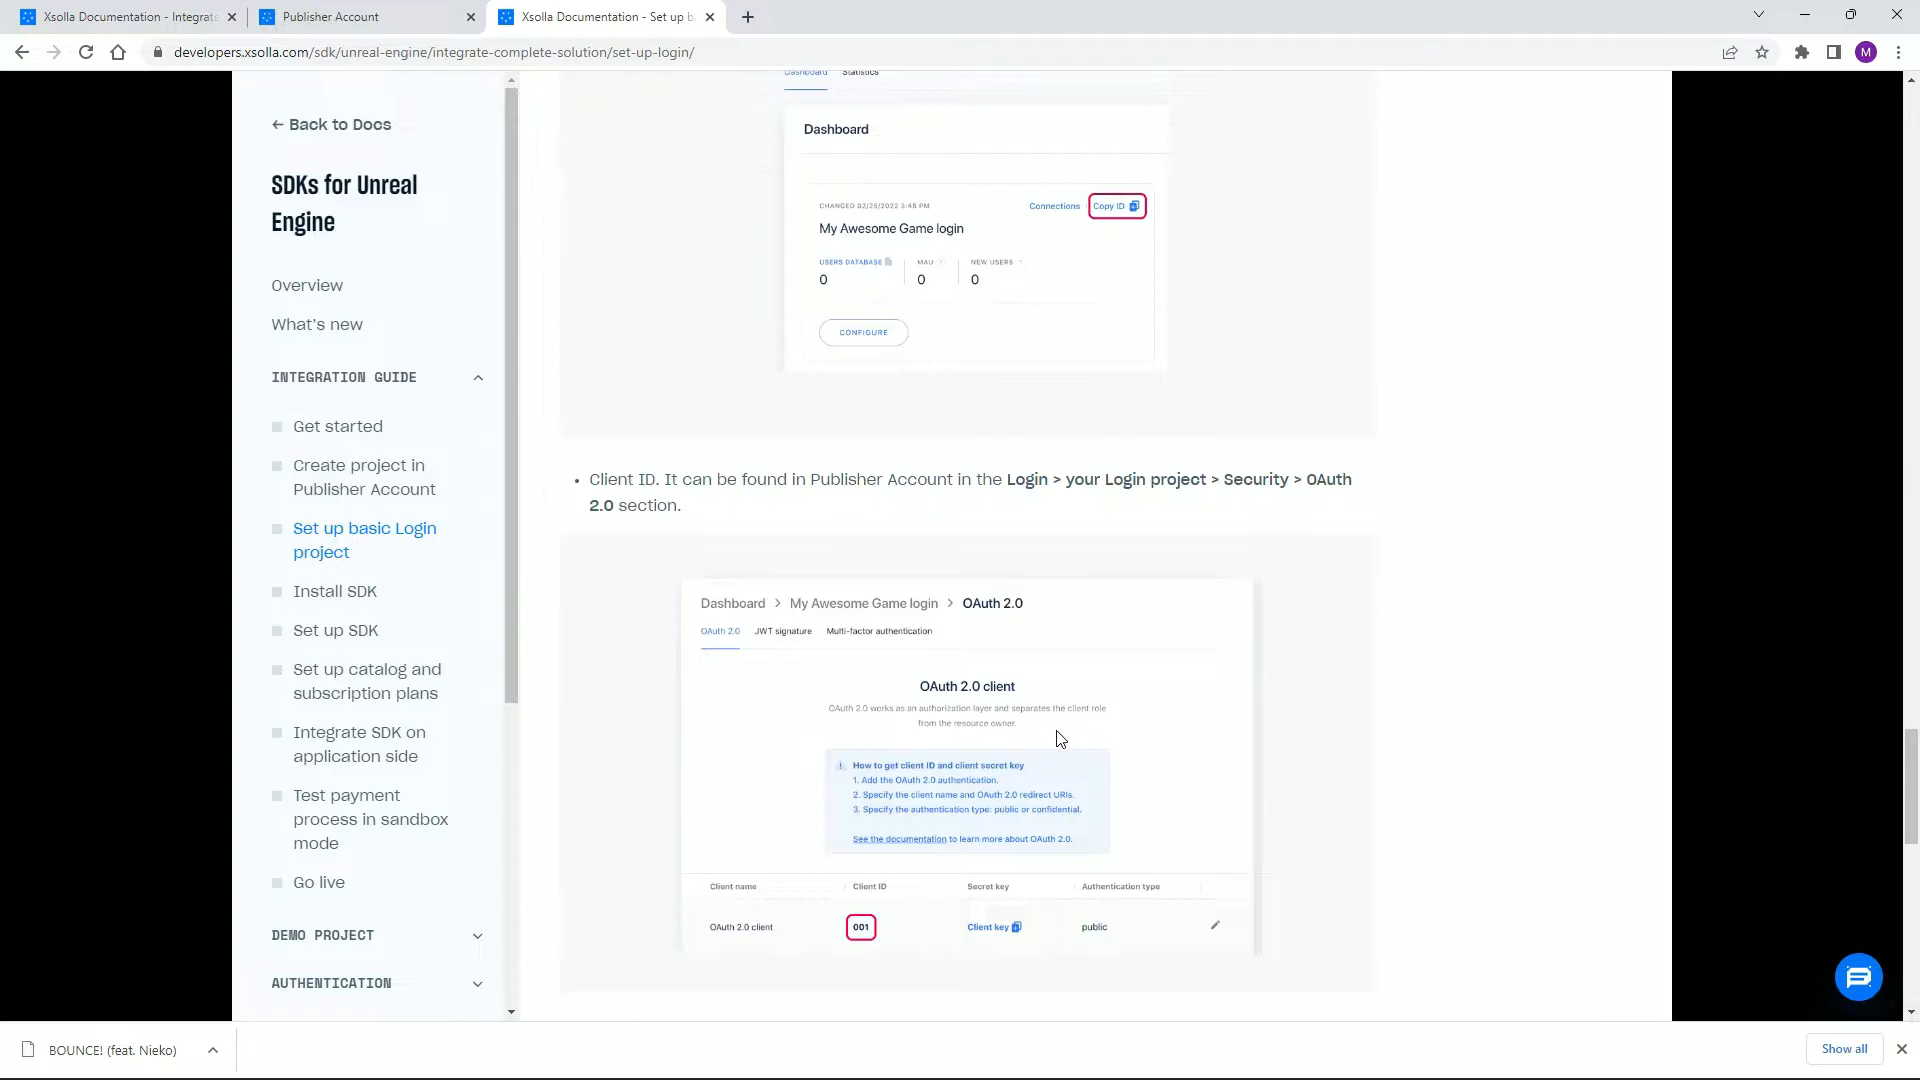 Xsolla Documentation - Integrate
Publisher Account
Xsolla Documentation - Set up b
developers.xsolla.com/sdk/unreal-engine/integrate-complete-solution/set-up-login/
M
← Back to Docs
SDKs for Unreal
Engine
Overview
What's new
INTEGRATION GUIDE
Get started
Create project in
Publisher Account
Set up basic Login
project
Install SDK
Set up SDK
Set up catalog and
subscription plans
Integrate SDK on
application side
Test payment
process in sandbox
mode
Go live
DEMO PROJECT
AUTHENTICATION
Dashboard Statistics
Dashboard
CHANGED 02/25/2022 3:45 PM
Connections Copy ID
My Awesome Game login
USERS DATABASE MAU ? NEW USERS ?
0 0 0
CONFIGURE
• Client ID. It can be found in Publisher Account in the Login > your Login project > Security > OAuth
2.0 section.
Dashboard > My Awesome Game login > OAuth 2.0
OAuth 2.0 JWT signature Multi-factor authentication
OAuth 2.0 client
OAuth 2.0 works as an authorization layer and separates the client role
from the resource owner.
How to get client ID and client secret key
1. Add the OAuth 2.0 authentication.
2. Specify the client name and OAuth 2.0 redirect URIs.
3. Specify the authentication type: public or confidential.
See the documentation to learn more about OAuth 2.0.
Client name Client ID Secret key Authentication type
OAuth 2.0 client 001 Client key public
BOUNCE! (feat. Nieko)
Show all